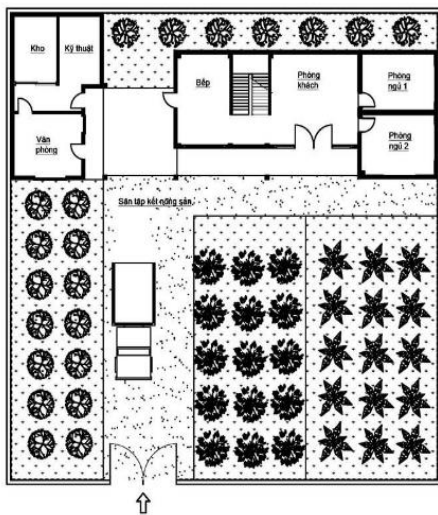 Kho
Kỹ thuật
Bếp
Phòng
khách
Phòng
ngủ 1
Văn
phòng
Phòng
ngủ 2
Sân tập kết nông sản